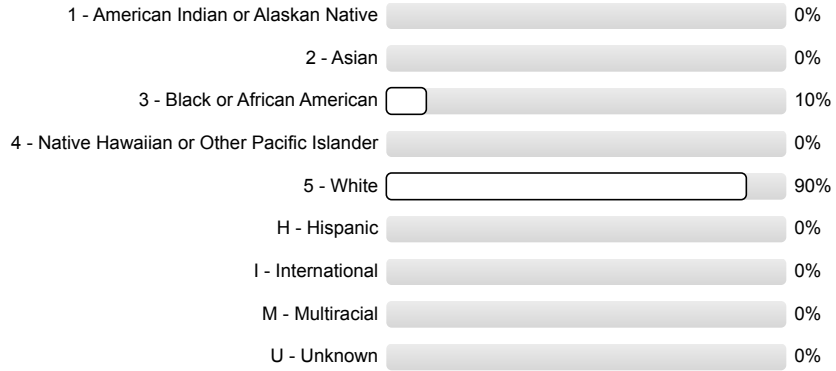 1 - American Indian or Alaskan Native 0%
2 - Asian 0%
3 - Black or African American 10%
4 - Native Hawaiian or Other Pacific Islander 0%
5 - White 90%
H - Hispanic 0%
I - International 0%
M - Multiracial 0%
U - Unknown 0%